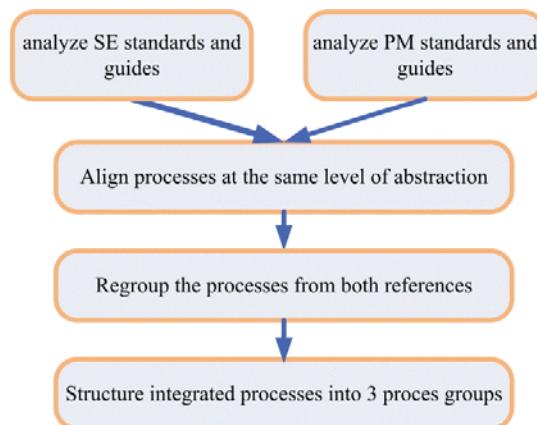 analyze SE standards and
guides
analyze PM standards and
guides
Align processes at the same level of abstraction
Regroup the processes from both references
Structure integrated processes into 3 proces groups